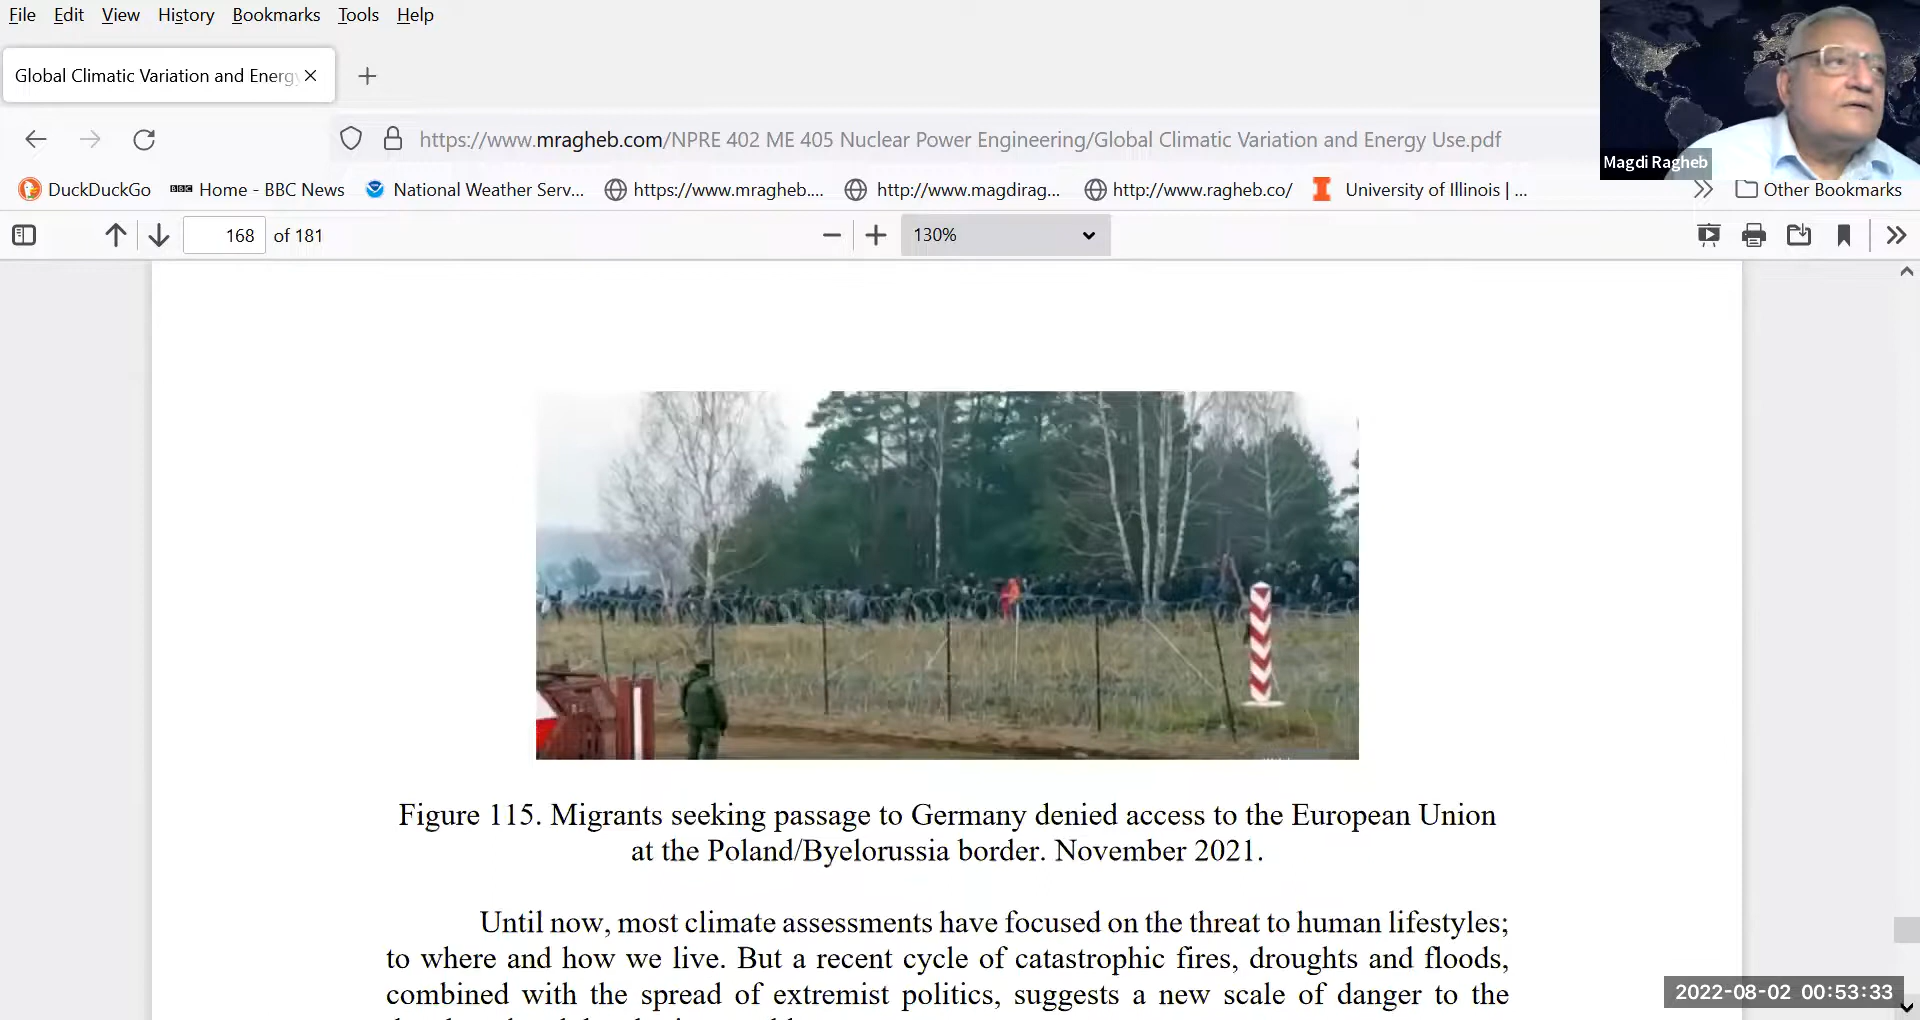 File Edit View History Bookmarks Tools Help
Global Climatic Variation and Energy
https://www.mragheb.com/NPRE 402 ME 405 Nuclear Power Engineering/Global Climatic Variation and Energy Use.pdf
Magdi Ragheb
DuckDuckGo BBC Home - BBC News National Weather Serv... https://www.mragheb.... http://www.magdirag... http://www.ragheb.co/ University of Illinois | ... Other Bookmarks
168 of 181 130%
Figure 115. Migrants seeking passage to Germany denied access to the European Union
at the Poland/Byelorussia border. November 2021.
Until now, most climate assessments have focused on the threat to human lifestyles;
to where and how we live. But a recent cycle of catastrophic fires, droughts and floods,
combined with the spread of extremist politics, suggests a new scale of danger to the
2022-08-02 00:53:33